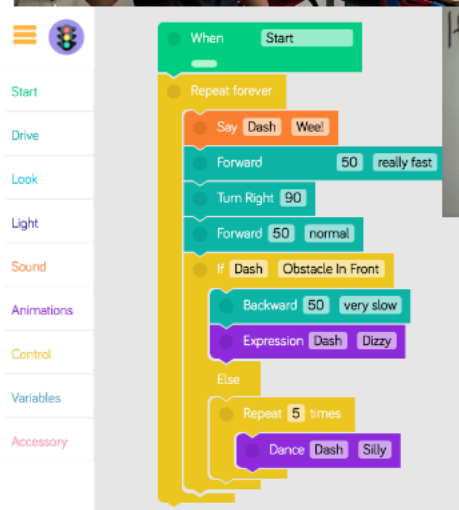 When Start
Repeat forever
Start
Say Dash Wee!
Drive
Forward 50 really fast
Look
Turn Right 90
Light
Forward 50 normal
Sound
If Dash Obstacle In Front
Animations
Backward 50 very slow
Control
Expression Dash Dizzy
Else
Variables
Repeat 5 times
Accessory
Dance Dash Silly